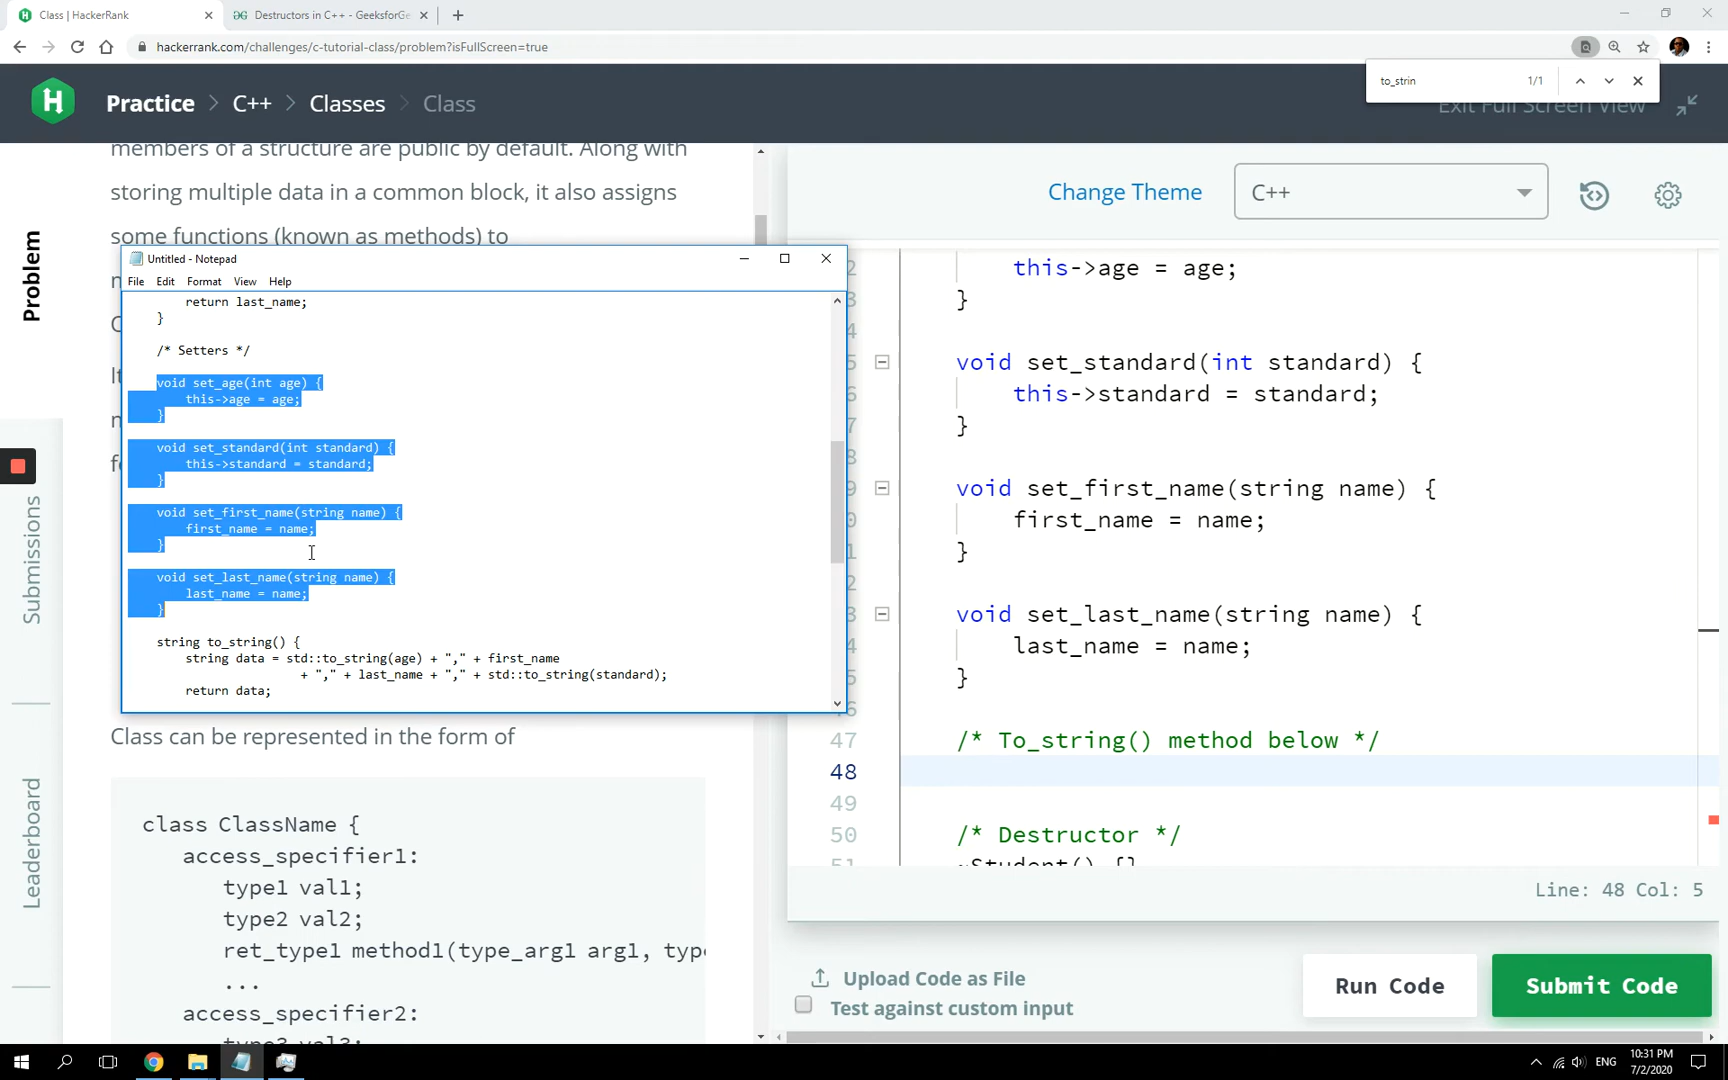 Class | HackerRank
Destructors in C++ - GeeksforGe
hackerrank.com/challenges/c-tutorial-class/problem?isFullScreen=true
to_strin
1/1
Practice > C++ > Classes > Class
Exit Full Screen View
members of a structure are public by default. Along with
storing multiple data in a common block, it also assigns
some functions (known as methods) to
Problem
Submissions
Leaderboard
Untitled - Notepad
File Edit Format View Help
return last_name;
}
/* Setters */
void set_age(int age) {
this->age = age;
}
void set_standard(int standard) {
this->standard = standard;
}
void set_first_name(string name) {
first_name = name;
}
void set_last_name(string name) {
last_name = name;
}
string to_string() {
string data = std::to_string(age) + "," + first_name
+ "," + last_name + "," + std::to_string(standard);
return data;
Class can be represented in the form of
class ClassName {
access_specifier1:
type1 val1;
type2 val2;
ret_type1 method1(type_arg1 arg1, type
...
access_specifier2:
type3 val3;
Change Theme
C++
this->age = age;
}
void set_standard(int standard) {
this->standard = standard;
}
void set_first_name(string name) {
first_name = name;
}
void set_last_name(string name) {
last_name = name;
}
47 /* To_string() method below */
48
49
50 /* Destructor */
51 ~Student() {}
Line: 48 Col: 5
Upload Code as File
Test against custom input
Run Code
Submit Code
ENG
10:31 PM
7/2/2020